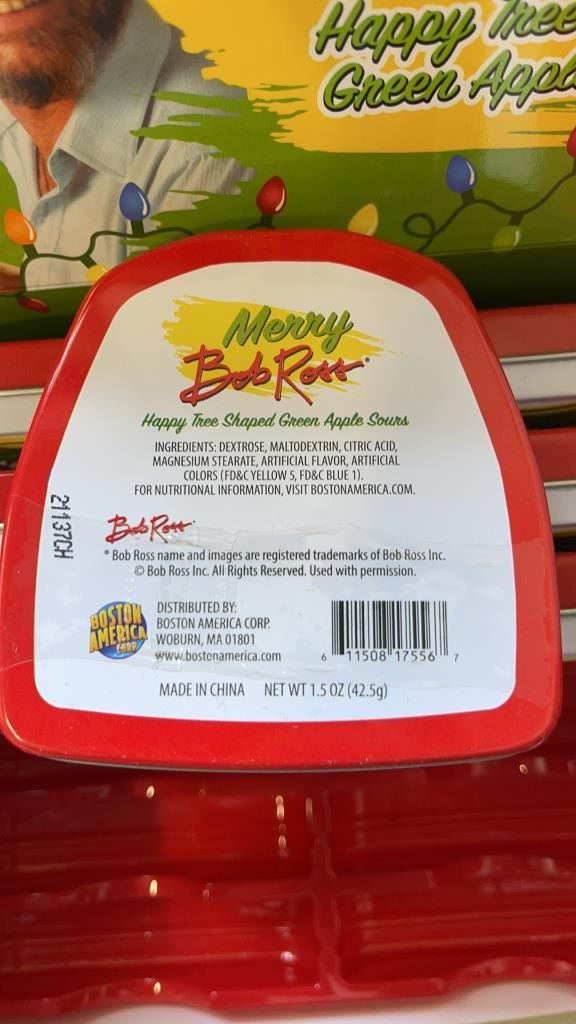 Happy Tree
Green Apple
Merry
Bob Ross®
Happy Tree Shaped Green Apple Sours
INGREDIENTS: DEXTROSE, MALTODEXTRIN, CITRIC ACID,
MAGNESIUM STEARATE, ARTIFICIAL FLAVOR, ARTIFICIAL
COLORS (FD&C YELLOW 5, FD&C BLUE 1).
FOR NUTRITIONAL INFORMATION, VISIT BOSTONAMERICA.COM.
21137CH
Bob Ross
® Bob Ross name and images are registered trademarks of Bob Ross Inc.
© Bob Ross Inc. All Rights Reserved. Used with permission.
BOSTON
AMERICA
CORP.
DISTRIBUTED BY:
BOSTON AMERICA CORP.
WOBURN, MA 01801
www.bostonamerica.com
6 11508 17556 7
MADE IN CHINA NET WT 1.5 OZ (42.5g)